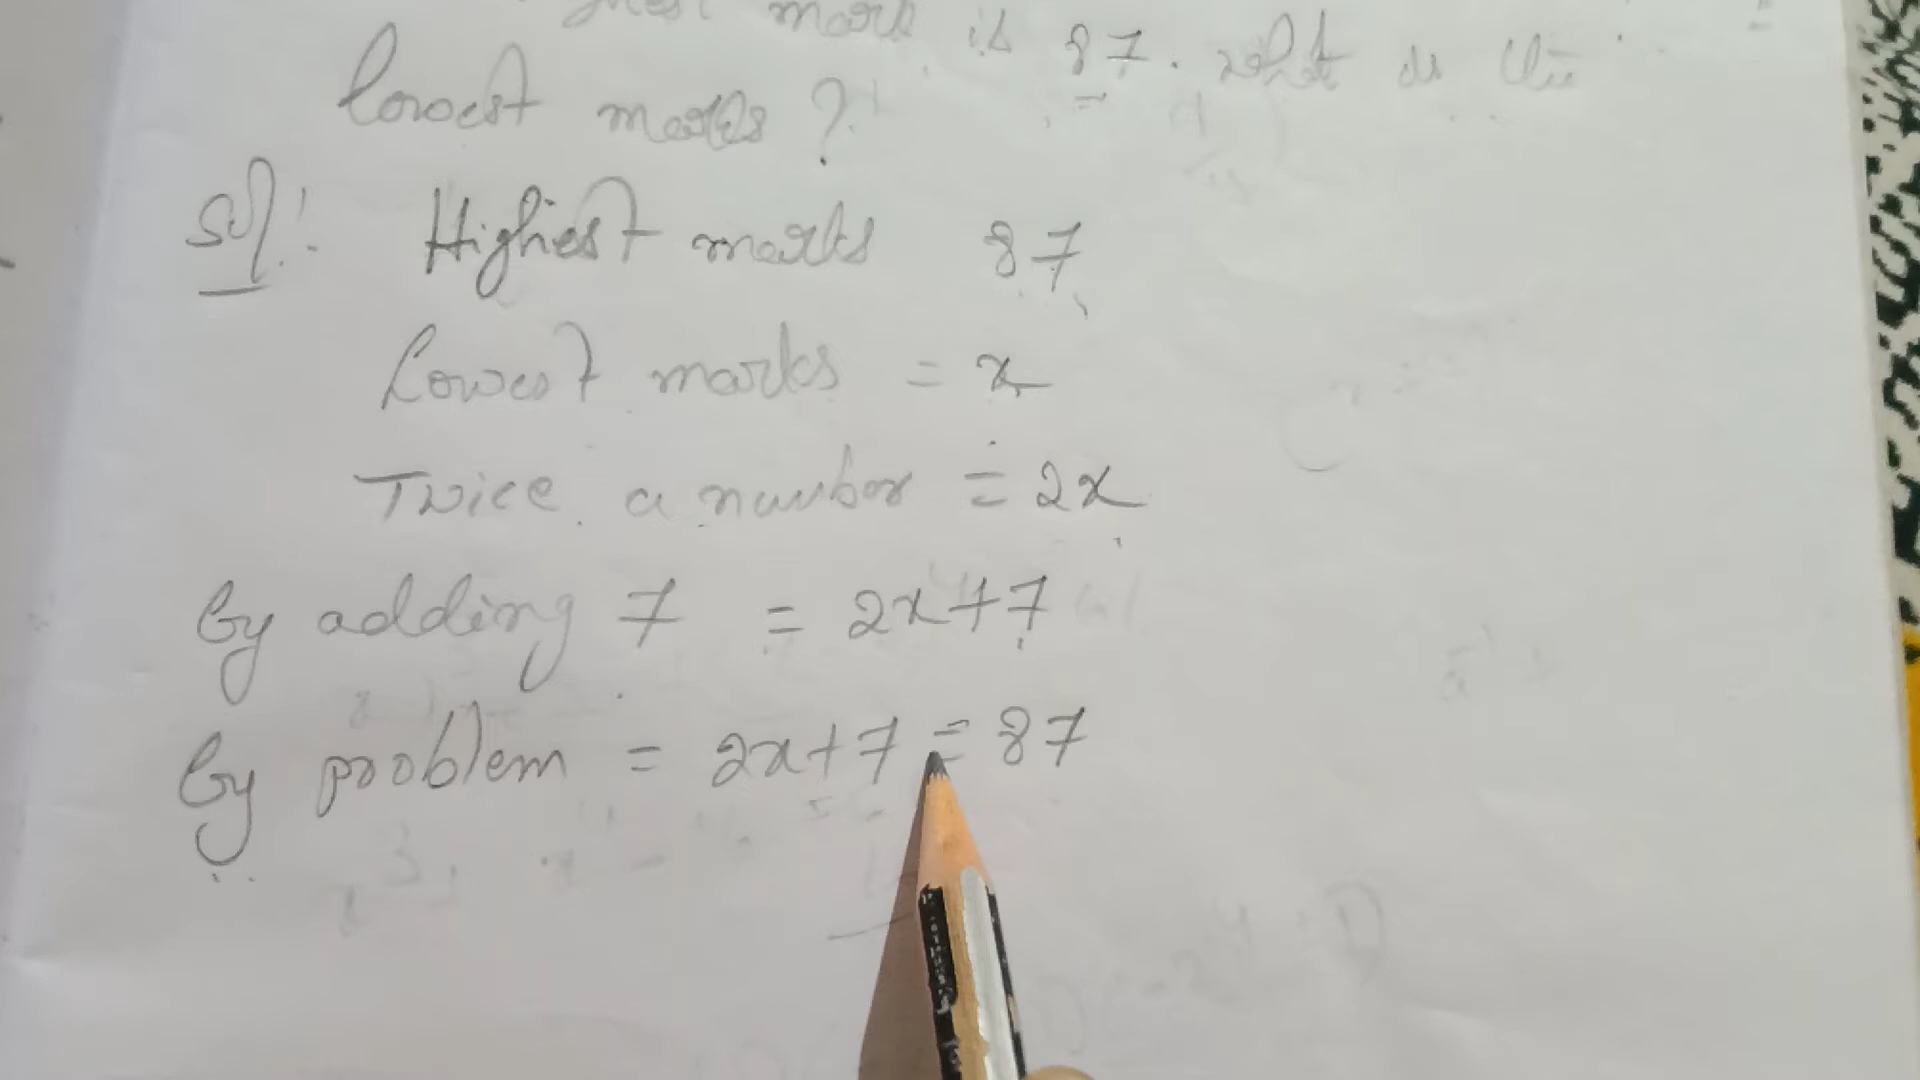 mark is 87. what is the
lowest marks ?
Sol:
Highest marks 87
Lowest marks = x
Twice a number = 2x
by adding 7 = 2x+7
by problem = 2x+7 = 87